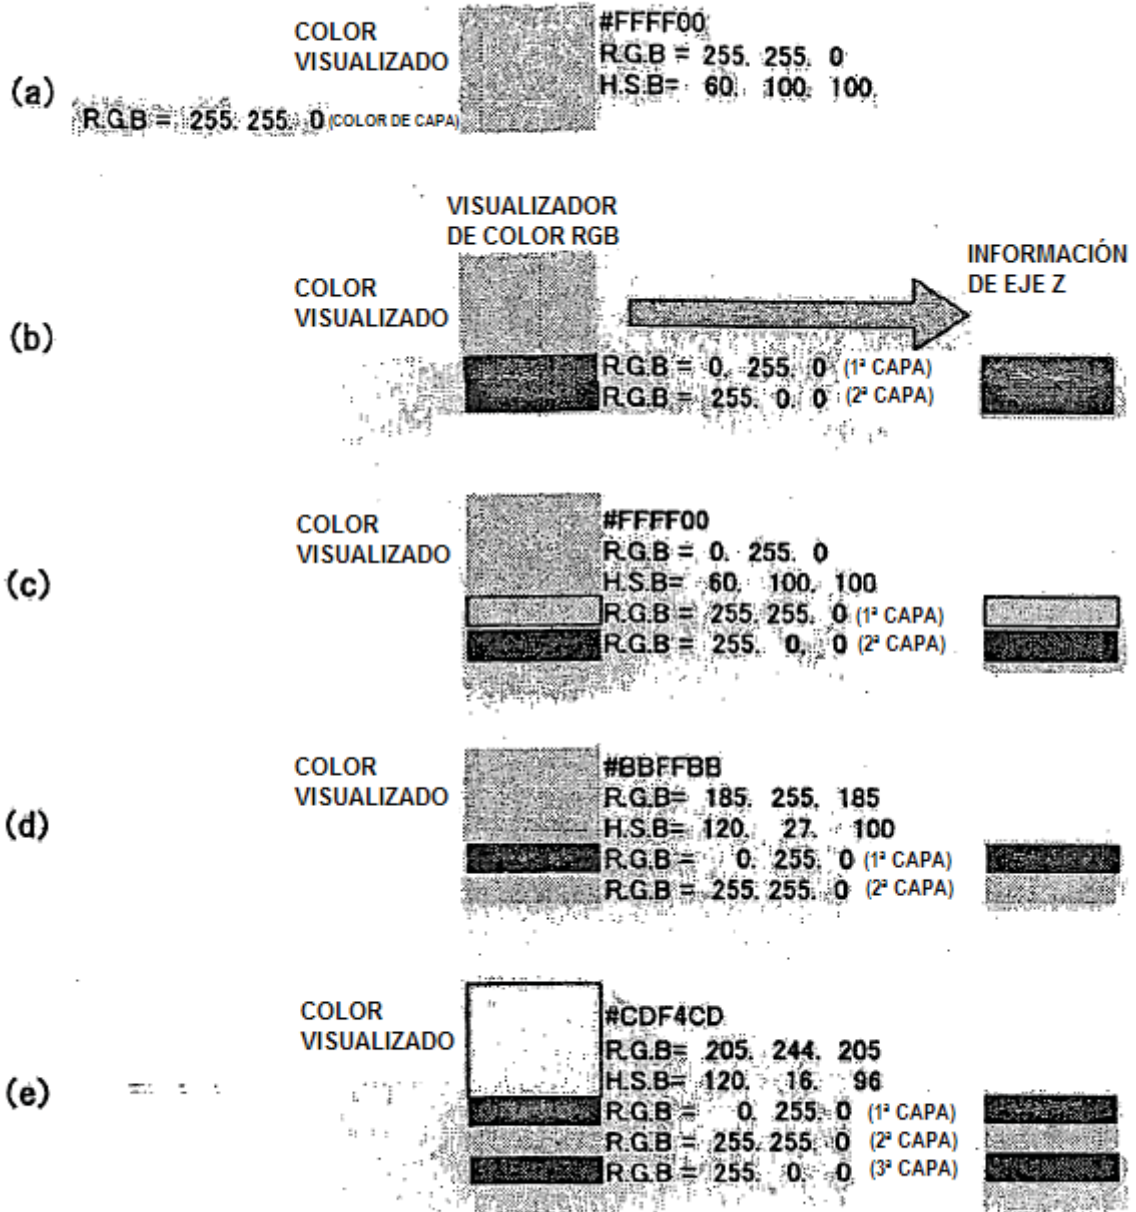 (a)
COLOR
VISUALIZADO
#FFFF00
R.G.B = 255. 255. 0
H.S.B= 60. 100. 100.
R.G.B = 255. 255. 0 (COLOR DE CAPA)
(b)
VISUALIZADOR
DE COLOR RGB
COLOR
VISUALIZADO
INFORMACIÓN
DE EJE Z
R.G.B = 0. 255. 0 (1ª CAPA)
R.G.B = 255. 0. 0 (2ª CAPA)
(c)
COLOR
VISUALIZADO
#FFFF00
R.G.B = 0. 255. 0
H.S.B= 60. 100. 100
R.G.B = 255. 255. 0 (1ª CAPA)
R.G.B = 255. 0. 0 (2ª CAPA)
(d)
COLOR
VISUALIZADO
#BBFFBB
R.G.B= 185. 255. 185
H.S.B= 120. 27. 100
R.G.B = 0. 255. 0 (1ª CAPA)
R.G.B = 255. 255. 0 (2ª CAPA)
(e)
COLOR
VISUALIZADO
#CDF4CD
R.G.B= 205. 244. 205
H.S.B= 120. 16. 96
R.G.B = 0. 255. 0 (1ª CAPA)
R.G.B = 255. 255. 0 (2ª CAPA)
R.G.B = 255. 0. 0. (3ª CAPA)